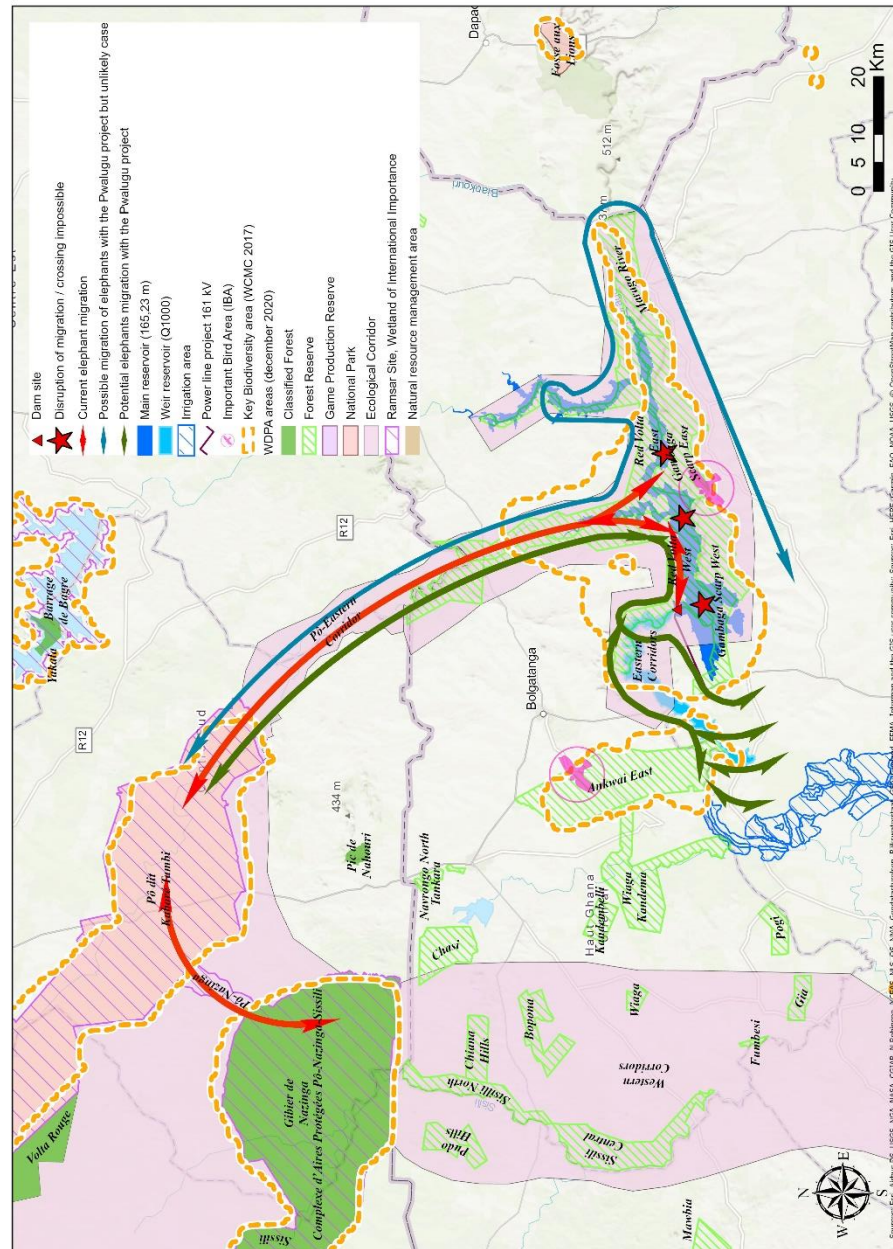 Dam site
Disruption of migration / crossing impossible
Current elephant migration
Possible migration of elephants with the Pwalugu project but unlikely case
Potential elephants migration with the Pwalugu project
Main reservoir (165,23 m)
Weir reservoir (Q1000)
Irrigation area
Power line project 161 kV
Important Bird Area (IBA)
Key Biodiversity area (WCMC 2017)
WDPA areas (december 2020)
Classified Forest
Forest Reserve
Game Production Reserve
National Park
Ecological Corridor
Ramsar Site, Wetland of International Importance
Natural resource management area
Volta Rouge
Sissili
Gibier de
Nazinga
Complexe d'Aires Protégées Pô-Nazinga-Sissili
Pô-Nazinga
Pô dit
Kabore Tambi
Yakala
Barrage
de Bagre
R12
R12
Pic de
Nahouri
434 m
Pô-Eastern
Corridor
Navrongo North
Tankara
Chasi
Chiana
Hills
Pudo
Hills
Sissili North
Sissili
Central
Bopona
Western
Corridors
Wiaga
Fumbesi
Gia
Pogi
Mawbia
Haut Ghana
Kandembelli
Wiaga
Kandema
Ankwai East
Bolgatanga
Eastern
Corridors
Red Volta
West
Red Volta
East
Gambaga
Scarp East
Gambaga Scarp West
Morago River
512 m
Biankouri
Fosse aux
Lions
Dapao
N
E
S
W
0 5 10 20
Km